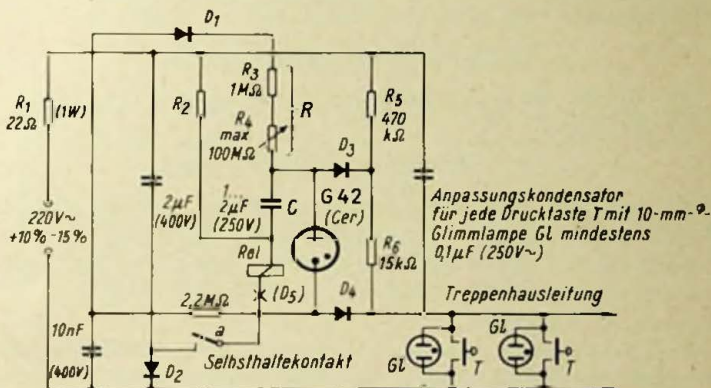 D1
R1
22Ω
(1W)
R2
R3
1MΩ
R4
max
100MΩ
R
R5
470
kΩ
D3
220V~
+10% -15%
2µF
(400V)
1...
2µF
(250V)
C
G42
(Cer)
R6
15kΩ
Anpassungskondensator
für jede Drucktaste T mit 10-mm-⌀-
Glimmlampe Gl mindestens
0,1µF (250V~)
Rel
(D5)
D4
Treppenhausleitung
2,2MΩ
10nF
(400V)
D2
a
Selbsthaltekontakt
Gl
T
Gl
T